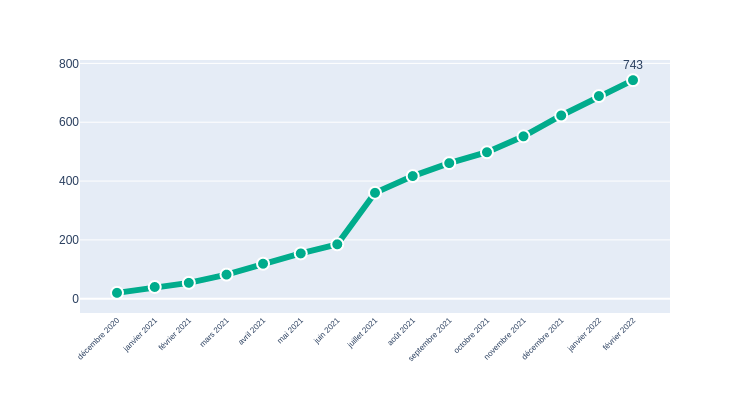 743
800
600
400
200
0
décembre 2020
janvier 2021
février 2021
mars 2021
avril 2021
mai 2021
juin 2021
juillet 2021
août 2021
septembre 2021
octobre 2021
novembre 2021
décembre 2021
janvier 2022
février 2022